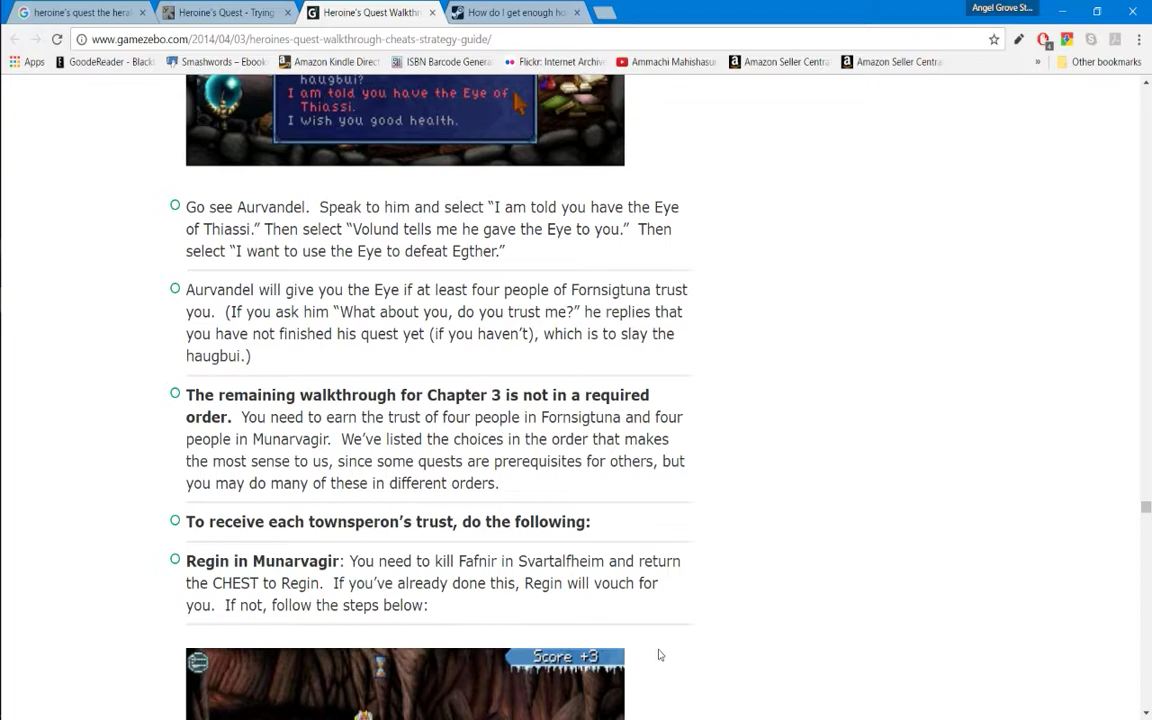 heroine's quest the hera
Heroine's Quest - Trying
Heroine's Quest Walkthr
How do I get enough ho
Angel Grove St...
www.gamezebo.com/2014/04/03/heroines-quest-walkthrough-cheats-strategy-guide/
Apps
GoodeReader - Black
Smashwords – Ebook
Amazon Kindle Direct
ISBN Barcode Genera
Flickr: Internet Archive
Ammachi Mahishasu
Amazon Seller Centra
Amazon Seller Centra
» Other bookmarks
haugbui?
I am told you have the Eye of
Thiassi.
I wish you good health.
Go see Aurvandel. Speak to him and select “I am told you have the Eye
of Thiassi.” Then select “Volund tells me he gave the Eye to you.” Then
select “I want to use the Eye to defeat Egther.”
Aurvandel will give you the Eye if at least four people of Fornsigtuna trust
you. (If you ask him “What about you, do you trust me?” he replies that
you have not finished his quest yet (if you haven’t), which is to slay the
haugbui.)
The remaining walkthrough for Chapter 3 is not in a required
order. You need to earn the trust of four people in Fornsigtuna and four
people in Munarvagir. We’ve listed the choices in the order that makes
the most sense to us, since some quests are prerequisites for others, but
you may do many of these in different orders.
To receive each townsperon’s trust, do the following:
Regin in Munarvagir: You need to kill Fafnir in Svartalfheim and return
the CHEST to Regin. If you’ve already done this, Regin will vouch for
you. If not, follow the steps below:
Score +3